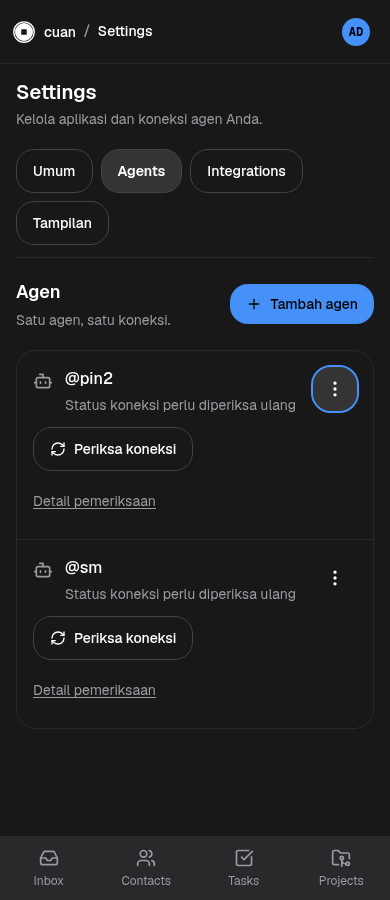 cuan / Settings
AD
Settings
Kelola aplikasi dan koneksi agen Anda.
Umum
Agents
Integrations
Tampilan
Agen
Satu agen, satu koneksi.
Tambah agen
@pin2
Status koneksi perlu diperiksa ulang
Periksa koneksi
Detail pemeriksaan
@sm
Status koneksi perlu diperiksa ulang
Periksa koneksi
Detail pemeriksaan
Inbox
Contacts
Tasks
Projects